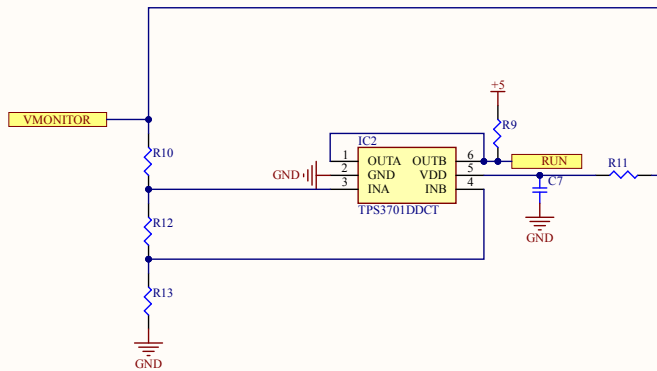 +5
R9
VMONITOR
R10
IC2
1 OUTA OUTB 6 RUN
GND 2 GND VDD 5 R11
3 INA INB 4 C7
TPS3701DDCT
R12
GND
R13
GND